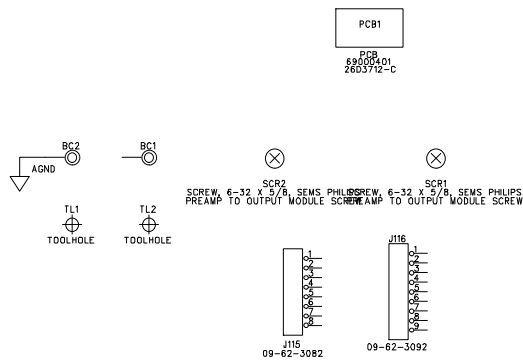 PCB1
PCB
69000401
26D3712-C
BC2
BC1
AGND
SCR2
SCREW, 6-32 X 5/8, SEMS PHILIPS
PREAMP TO OUTPUT MODULE SCREW
SCR1
SCREW, 6-32 X 5/8, SEMS PHILIPS
PREAMP TO OUTPUT MODULE SCREW
TL1
TOOLHOLE
TL2
TOOLHOLE
1
2
3
4
5
6
7
8
J115
09-62-3082
J116
1
2
3
4
5
6
7
8
9
09-62-3092